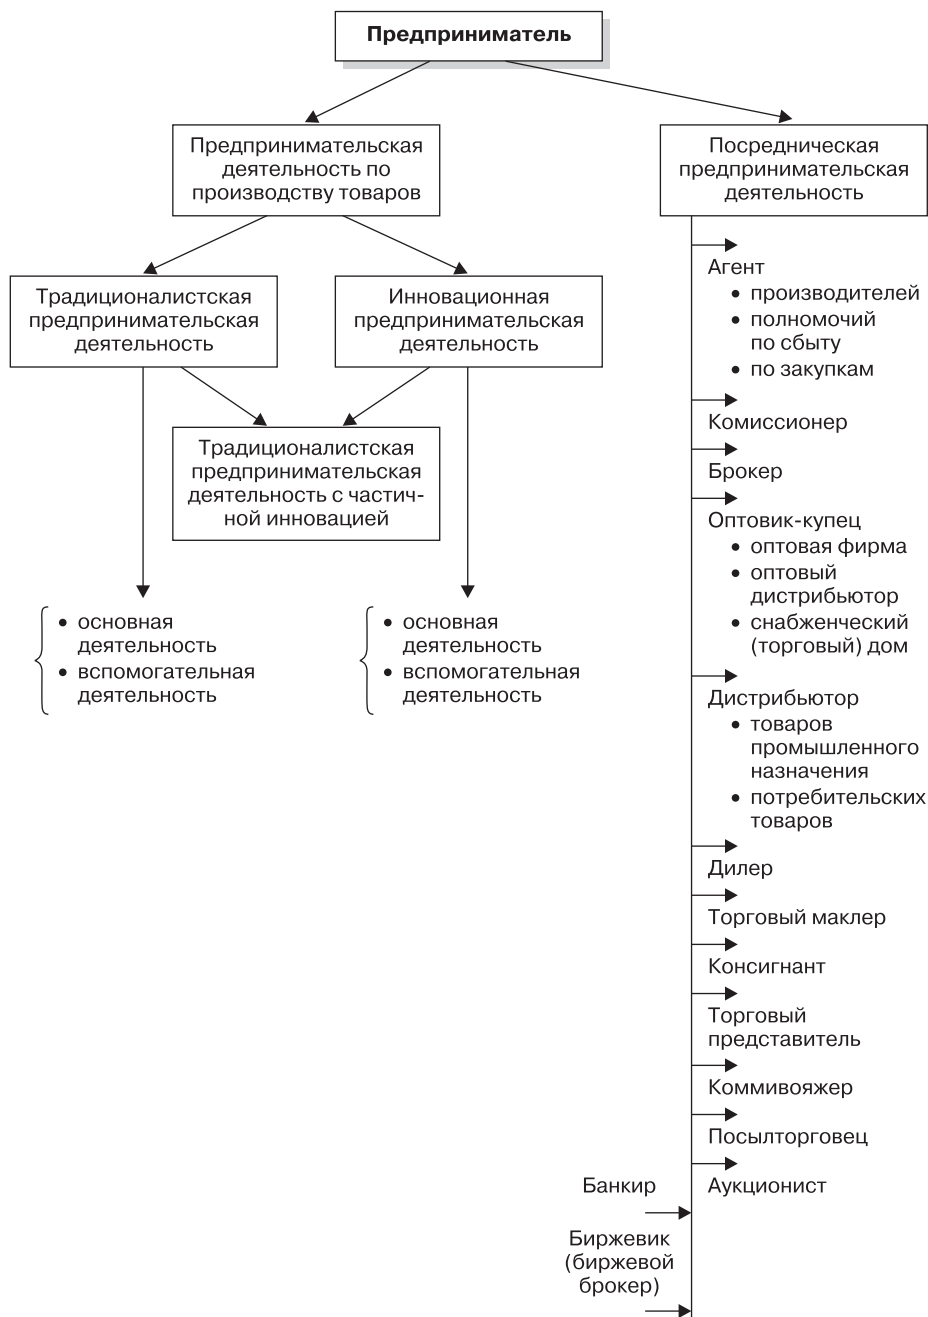 Предприниматель
Предпринимательская
деятельность по
производству товаров
Посредническая
предпринимательская
деятельность
Традиционалистская
предпринимательская
деятельность
Инновационная
предпринимательская
деятельность
Традиционалистская
предпринимательская
деятельность с частич-
ной инновацией
• основная
деятельность
• вспомогательная
деятельность
• основная
деятельность
• вспомогательная
деятельность
Агент
• производителей
• полномочий
по сбыту
• по закупкам
Комиссионер
Брокер
Оптовик-купец
• оптовая фирма
• оптовый
дистрибьютор
• снабженческий
(торговый) дом
Дистрибьютор
• товаров
промышленного
назначения
• потребительских
товаров
Дилер
Торговый маклер
Консигнант
Торговый
представитель
Коммивояжер
Посылторговец
Аукционист
Банкир
Биржевик
(биржевой
брокер)